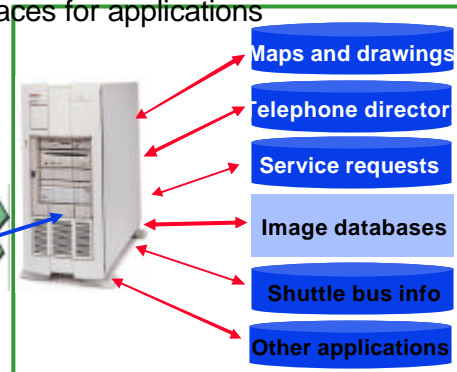 aces for applications
Maps and drawings
Telephone director
Service requests
Image databases
Shuttle bus info
Other applications